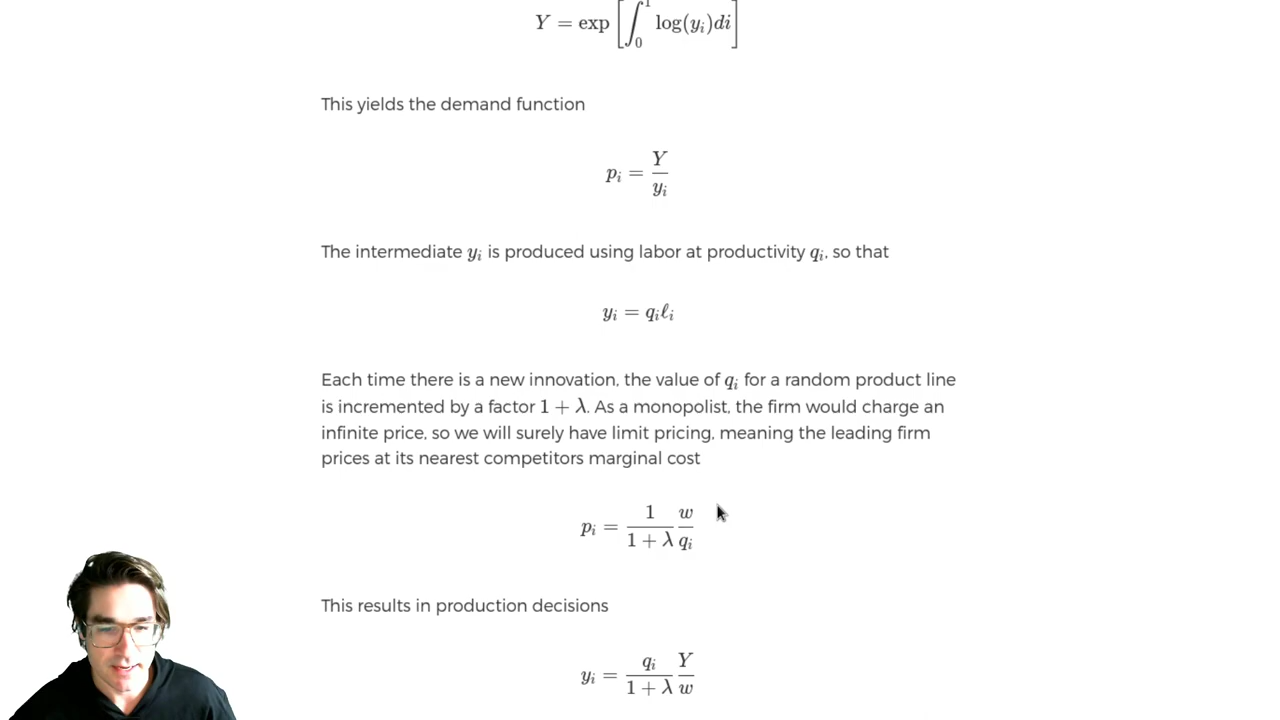 Y = exp [∫₀¹ log(yᵢ)di]
This yields the demand function
pᵢ = Y/yᵢ
The intermediate yᵢ is produced using labor at productivity qᵢ, so that
yᵢ = qᵢℓᵢ
Each time there is a new innovation, the value of qᵢ for a random product line
is incremented by a factor 1 + λ. As a monopolist, the firm would charge an
infinite price, so we will surely have limit pricing, meaning the leading firm
prices at its nearest competitors marginal cost
pᵢ = 1/(1 + λ) w/qᵢ
This results in production decisions
yᵢ = qᵢ/(1 + λ) Y/w